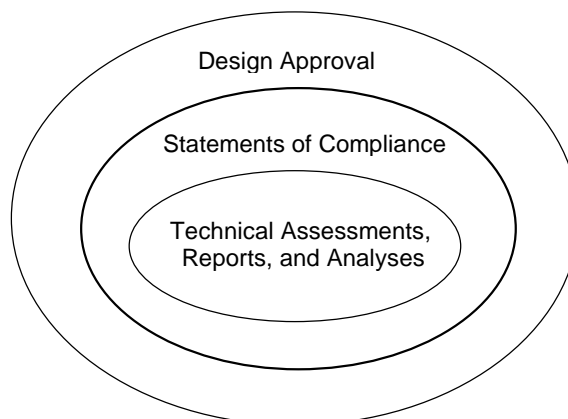 Design Approval
Statements of Compliance
Technical Assessments,
Reports, and Analyses